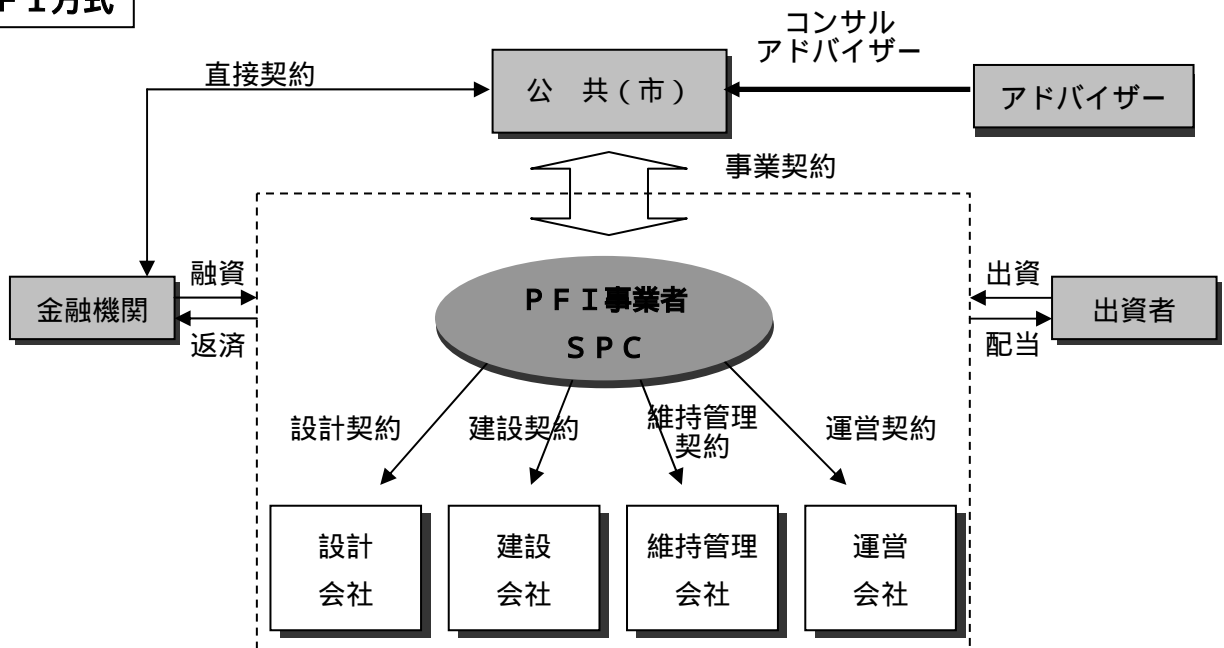 ＦＩ方式
コンサル
アドバイザー
直接契約
公　共（市）
アドバイザー
事業契約
融資
出資
金融機関
ＰＦＩ事業者
ＳＰＣ
出資者
返済
配当
設計契約
建設契約
維持管理
契約
運営契約
設計
会社
建設
会社
維持管理
会社
運営
会社